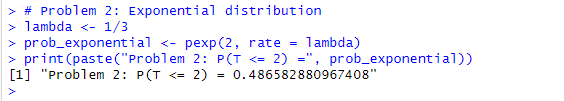 > # Problem 2: Exponential distribution
> lambda <- 1/3
> prob_exponential <- pexp(2, rate = lambda)
> print(paste("Problem 2: P(T <= 2) =", prob_exponential))
[1] "Problem 2: P(T <= 2) = 0.486582880967408"
>